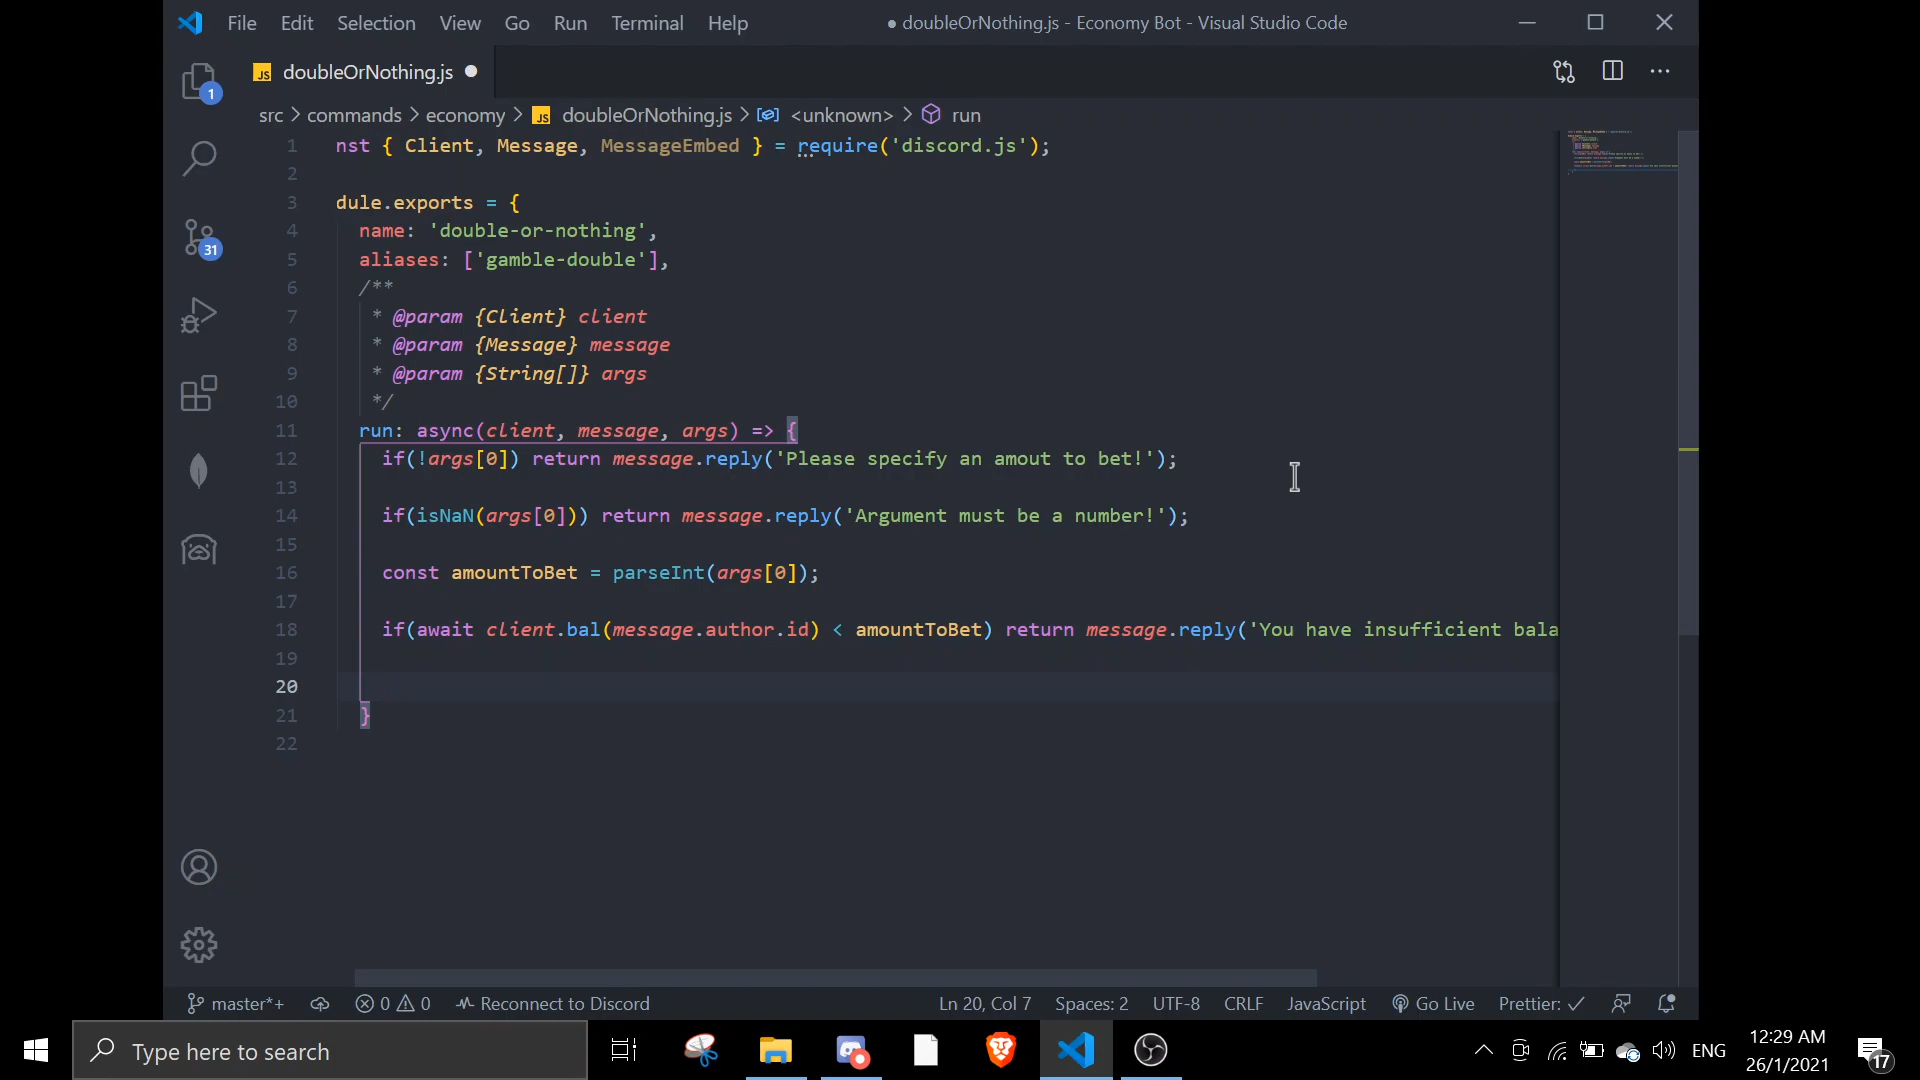 File Edit Selection View Go Run Terminal Help
● doubleOrNothing.js - Economy Bot - Visual Studio Code
JS doubleOrNothing.js ●
1
src > commands > economy > JS doubleOrNothing.js > <unknown> > run
1 nst { Client, Message, MessageEmbed } = require('discord.js');
2
3 dule.exports = {
4 name: 'double-or-nothing',
5 aliases: ['gamble-double'],
6 /**
7 * @param {Client} client
8 * @param {Message} message
9 * @param {String[]} args
10 */
11 run: async(client, message, args) => {
12 if(!args[0]) return message.reply('Please specify an amout to bet!');
13
14 if(isNaN(args[0])) return message.reply('Argument must be a number!');
15
16 const amountToBet = parseInt(args[0]);
17
18 if(await client.bal(message.author.id) < amountToBet) return message.reply('You have insufficient bala
19
20
21 }
22
31
master*+ 0 0 Reconnect to Discord Ln 20, Col 7 Spaces: 2 UTF-8 CRLF JavaScript Go Live Prettier: ✓
Type here to search
ENG
12:29 AM
26/1/2021
17